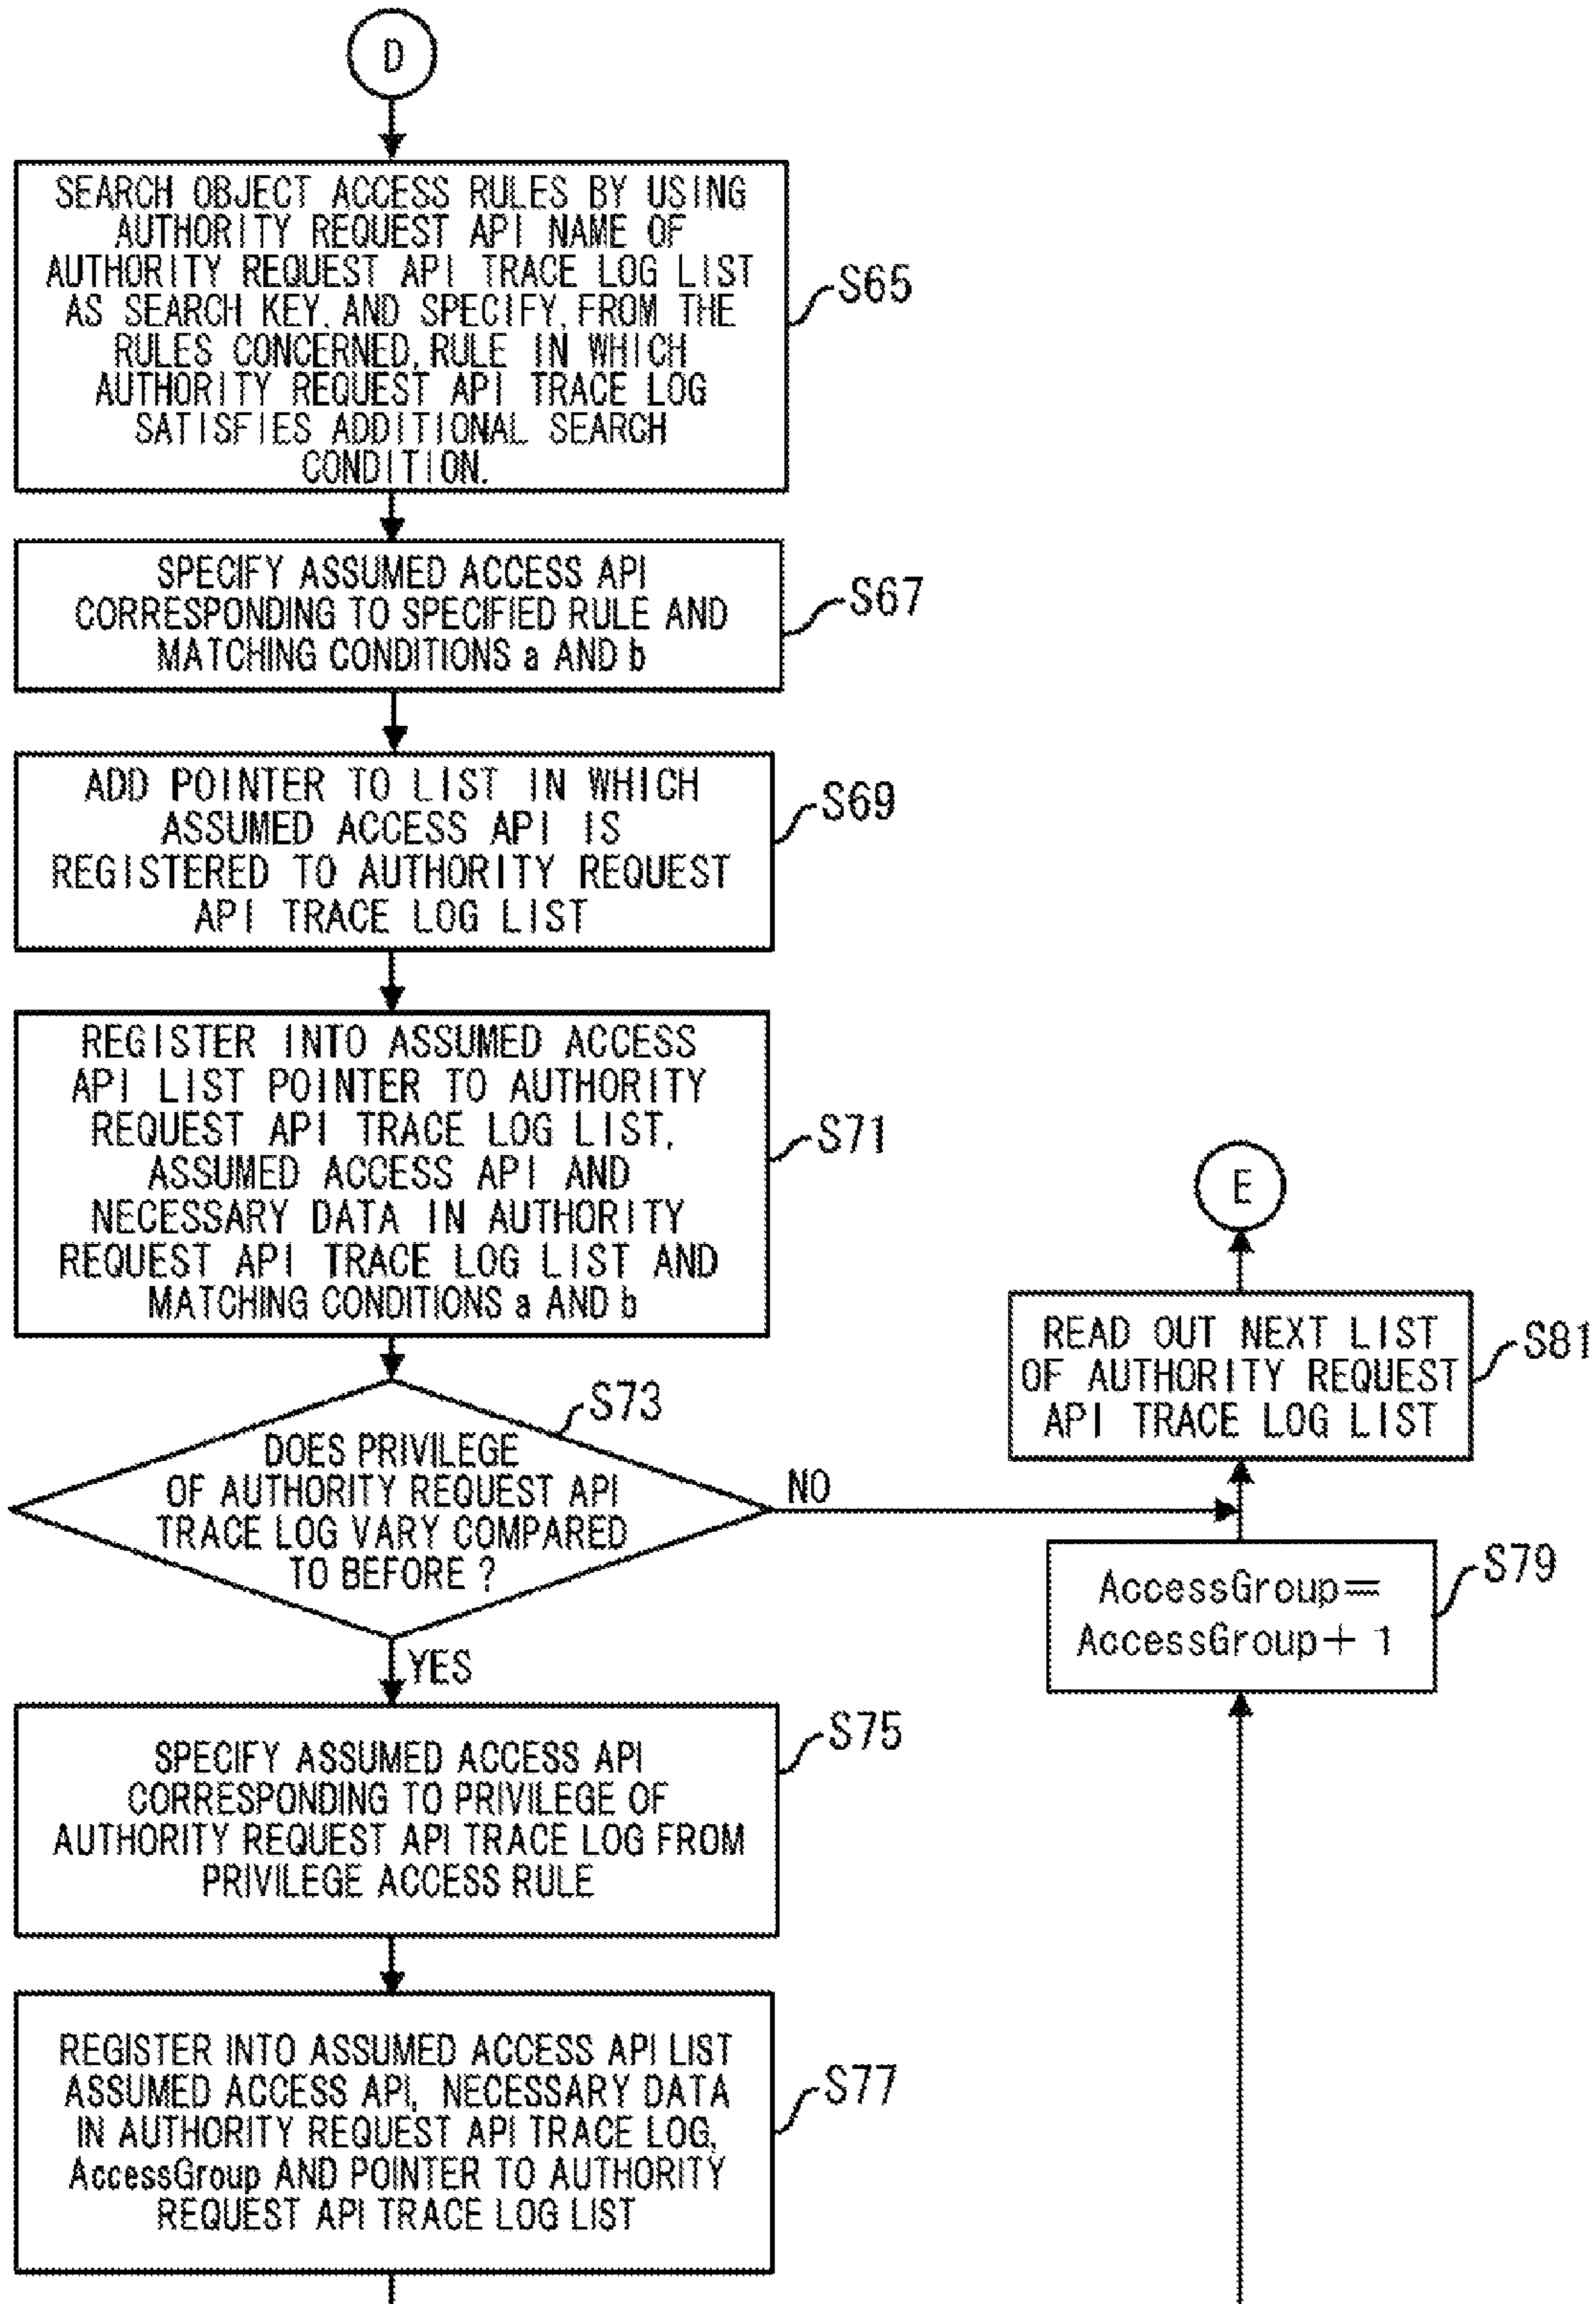 D
SEARCH OBJECT ACCESS RULES BY USING
AUTHORITY REQUEST API NAME OF
AUTHORITY REQUEST API TRACE LOG LIST
AS SEARCH KEY, AND SPECIFY, FROM THE
RULES CONCERNED, RULE IN WHICH
AUTHORITY REQUEST API TRACE LOG
SATISFIES ADDITIONAL SEARCH
CONDITION.
S65
SPECIFY ASSUMED ACCESS API
CORRESPONDING TO SPECIFIED RULE AND
MATCHING CONDITIONS a AND b
S67
ADD POINTER TO LIST IN WHICH
ASSUMED ACCESS API IS
REGISTERED TO AUTHORITY REQUEST
API TRACE LOG LIST
S69
REGISTER INTO ASSUMED ACCESS
API LIST POINTER TO AUTHORITY
REQUEST API TRACE LOG LIST,
ASSUMED ACCESS API AND
NECESSARY DATA IN AUTHORITY
REQUEST API TRACE LOG LIST AND
MATCHING CONDITIONS a AND b
S71
DOES PRIVILEGE
OF AUTHORITY REQUEST API
TRACE LOG VARY COMPARED
TO BEFORE ?
S73
NO
YES
SPECIFY ASSUMED ACCESS API
CORRESPONDING TO PRIVILEGE OF
AUTHORITY REQUEST API TRACE LOG FROM
PRIVILEGE ACCESS RULE
S75
REGISTER INTO ASSUMED ACCESS API LIST
ASSUMED ACCESS API, NECESSARY DATA
IN AUTHORITY REQUEST API TRACE LOG,
AccessGroup AND POINTER TO AUTHORITY
REQUEST API TRACE LOG LIST
S77
E
READ OUT NEXT LIST
OF AUTHORITY REQUEST
API TRACE LOG LIST
S81
AccessGroup=
AccessGroup+ 1
S79